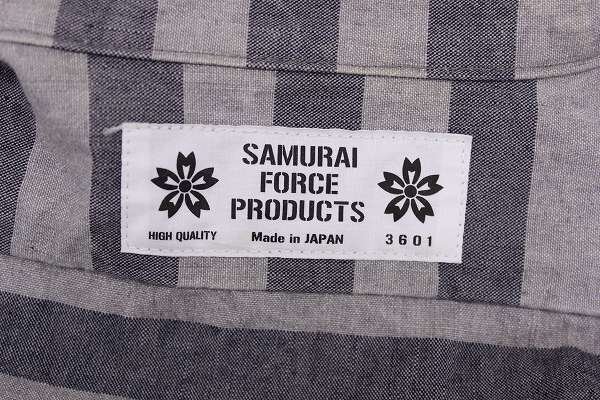 SAMURAI
FORCE
PRODUCTS
HIGH QUALITY Made in JAPAN 3601